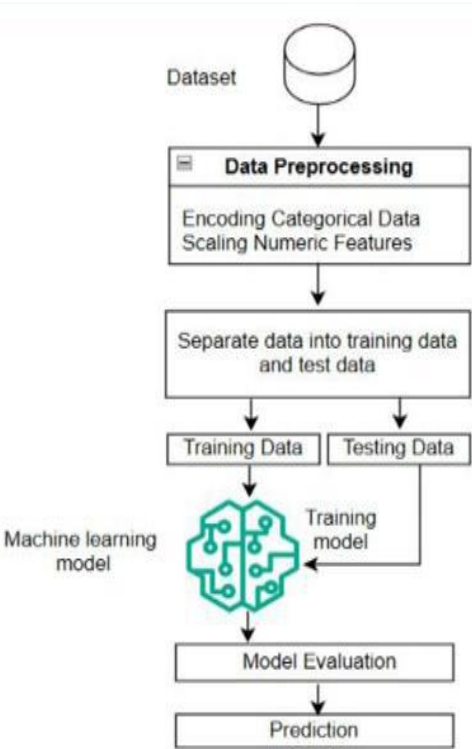 Dataset
Data Preprocessing
Encoding Categorical Data
Scaling Numeric Features
Separate data into training data
and test data
Training Data
Testing Data
Machine learning
model
Training
model
Model Evaluation
Prediction